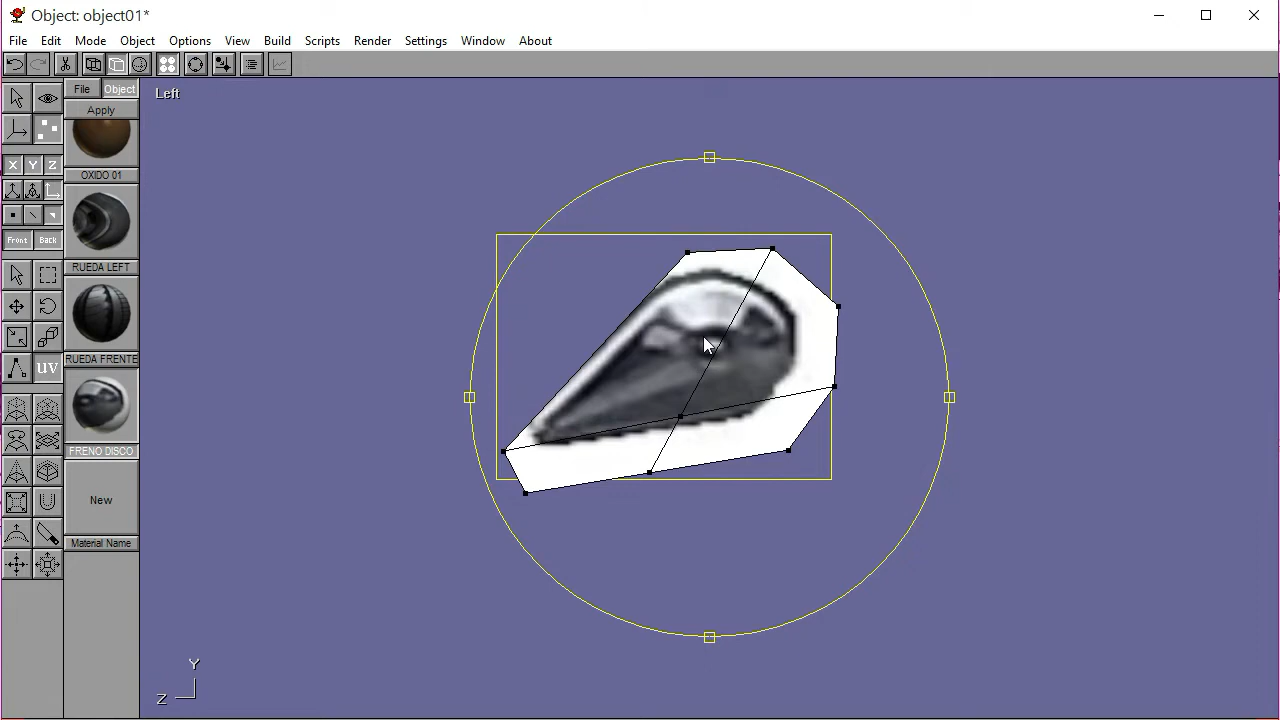 Object: object01*
File Edit Mode Object Options View Build Scripts Render Settings Window About
File Object
Left
Apply
OXIDO 01
X Y Z
Front Back
RUEDA LEFT
RUEDA FRENTE
uv
FRENO DISCO
New
Material Name
Y
Z